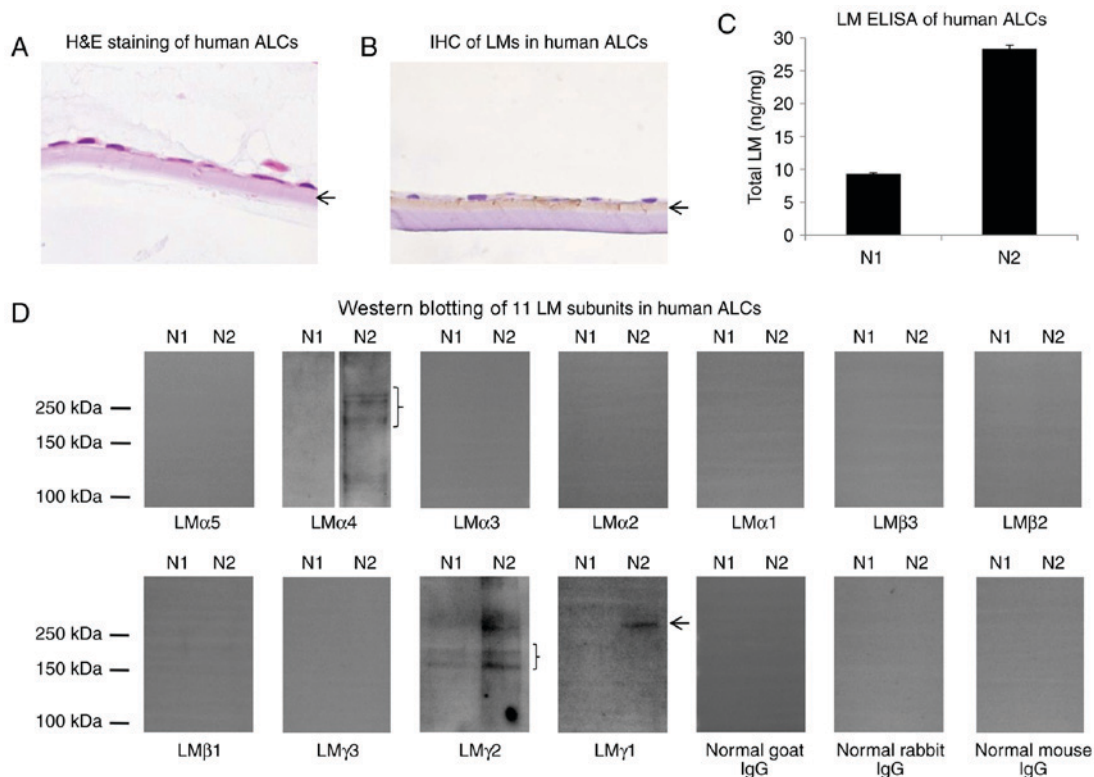 A
H&E staining of human ALCs
B
IHC of LMs in human ALCs
C
LM ELISA of human ALCs
Total LM (ng/mg)
30
25
20
15
10
5
0
N1
N2
D
Western blotting of 11 LM subunits in human ALCs
N1 N2 N1 N2 N1 N2 N1 N2 N1 N2 N1 N2 N1 N2
250 kDa
150 kDa
100 kDa
LMα5 LMα4 LMα3 LMα2 LMα1 LMβ3 LMβ2
N1 N2 N1 N2 N1 N2 N1 N2 N1 N2 N1 N2 N1 N2
250 kDa
150 kDa
100 kDa
LMβ1 LMγ3 LMγ2 LMγ1 Normal goat Normal rabbit Normal mouse
IgG IgG IgG